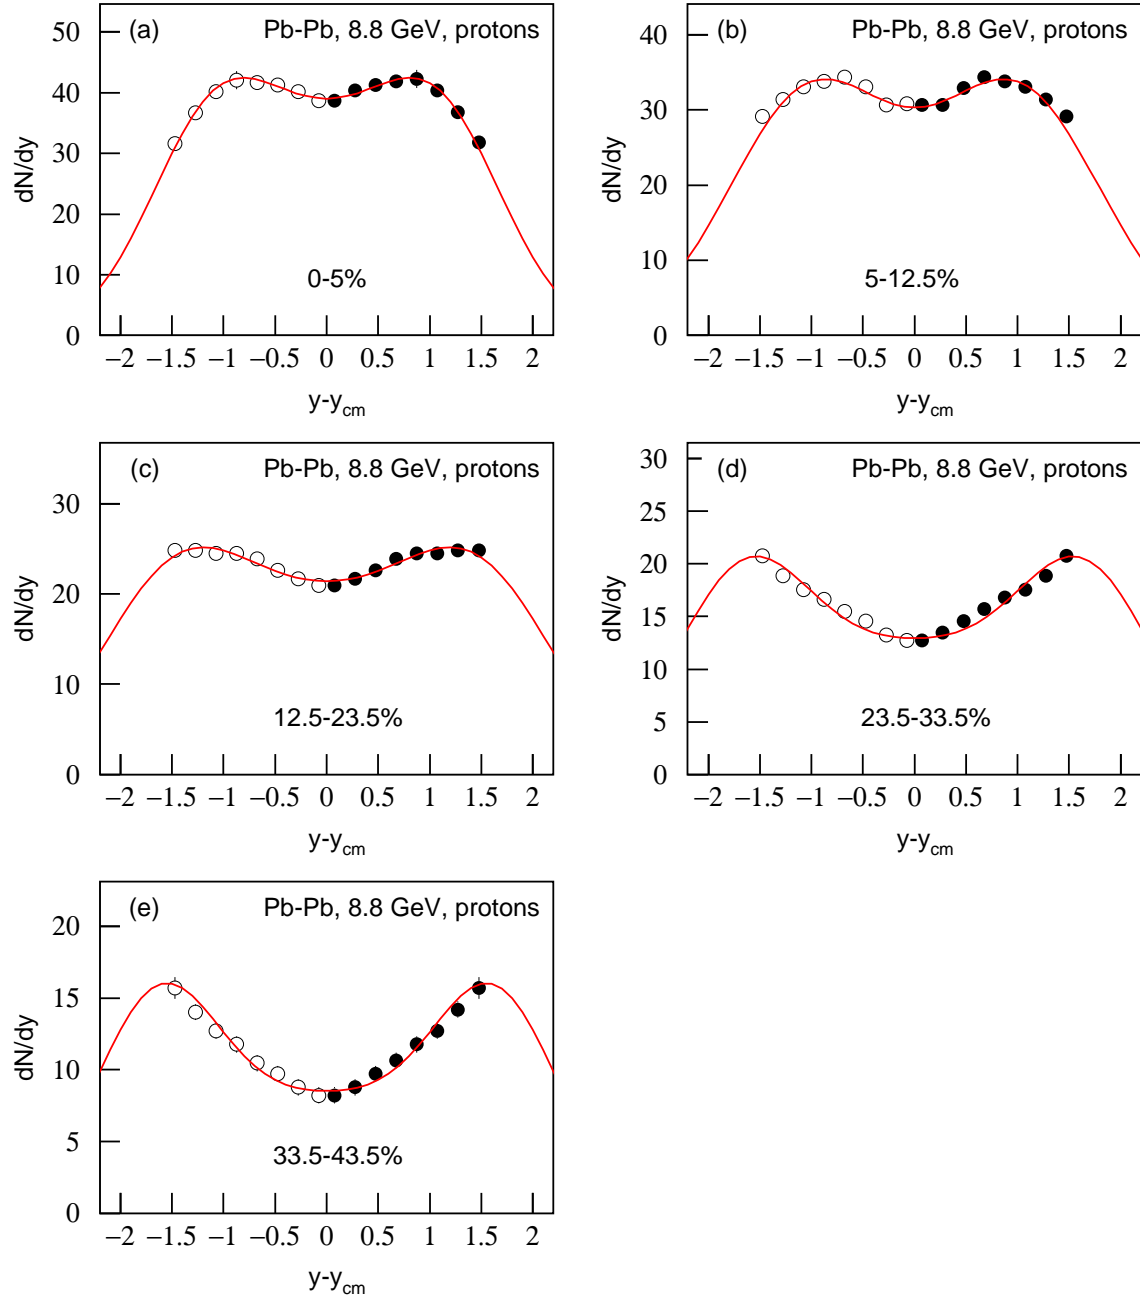 (a) Pb-Pb, 8.8 GeV, protons
50
40
30
20
10
0
dN/dy
0-5%
−2 −1.5 −1 −0.5 0 0.5 1 1.5 2
y-ycm
(b) Pb-Pb, 8.8 GeV, protons
40
30
20
10
0
dN/dy
5-12.5%
−2 −1.5 −1 −0.5 0 0.5 1 1.5 2
y-ycm
(c) Pb-Pb, 8.8 GeV, protons
30
20
10
0
dN/dy
12.5-23.5%
−2 −1.5 −1 −0.5 0 0.5 1 1.5 2
y-ycm
(d) Pb-Pb, 8.8 GeV, protons
30
25
20
15
10
5
0
dN/dy
23.5-33.5%
−2 −1.5 −1 −0.5 0 0.5 1 1.5 2
y-ycm
(e) Pb-Pb, 8.8 GeV, protons
20
15
10
5
0
dN/dy
33.5-43.5%
−2 −1.5 −1 −0.5 0 0.5 1 1.5 2
y-ycm